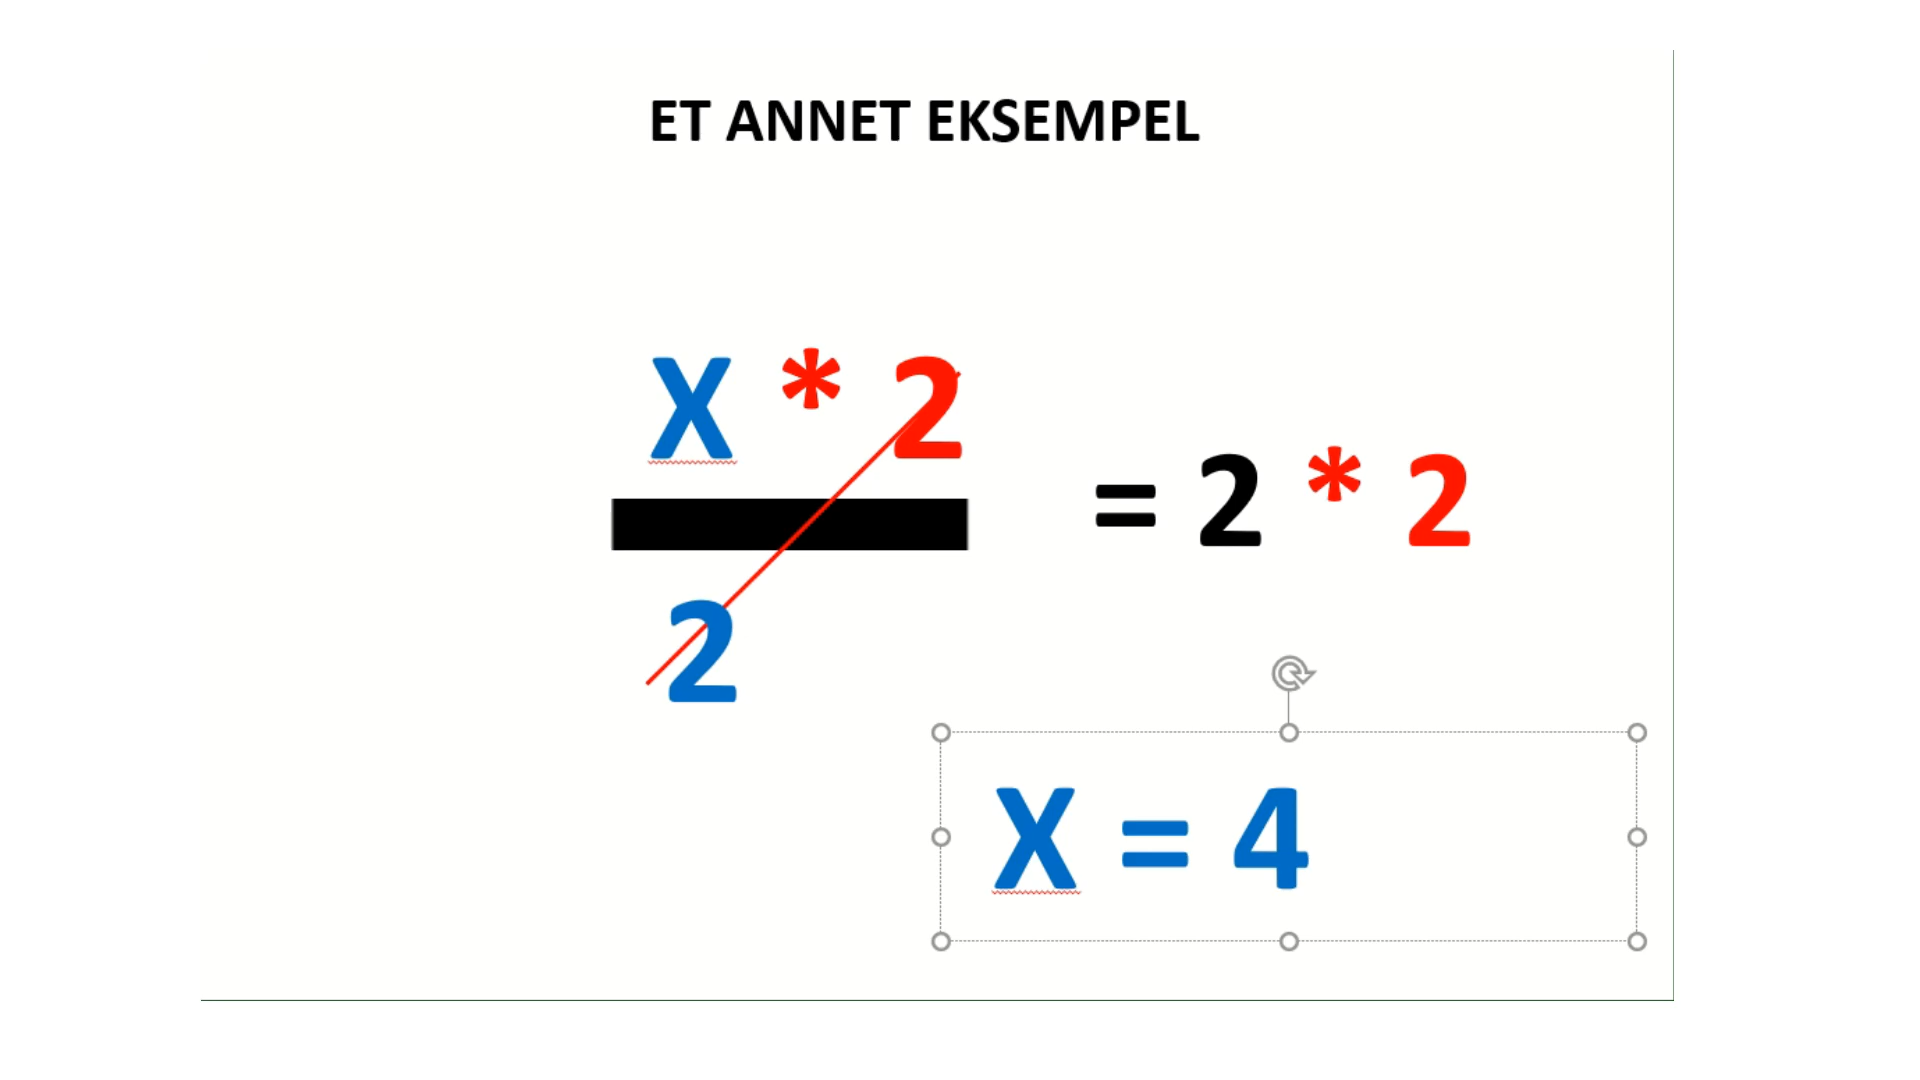 ET ANNET EKSEMPEL
X * 2
= 2 * 2
2
X = 4